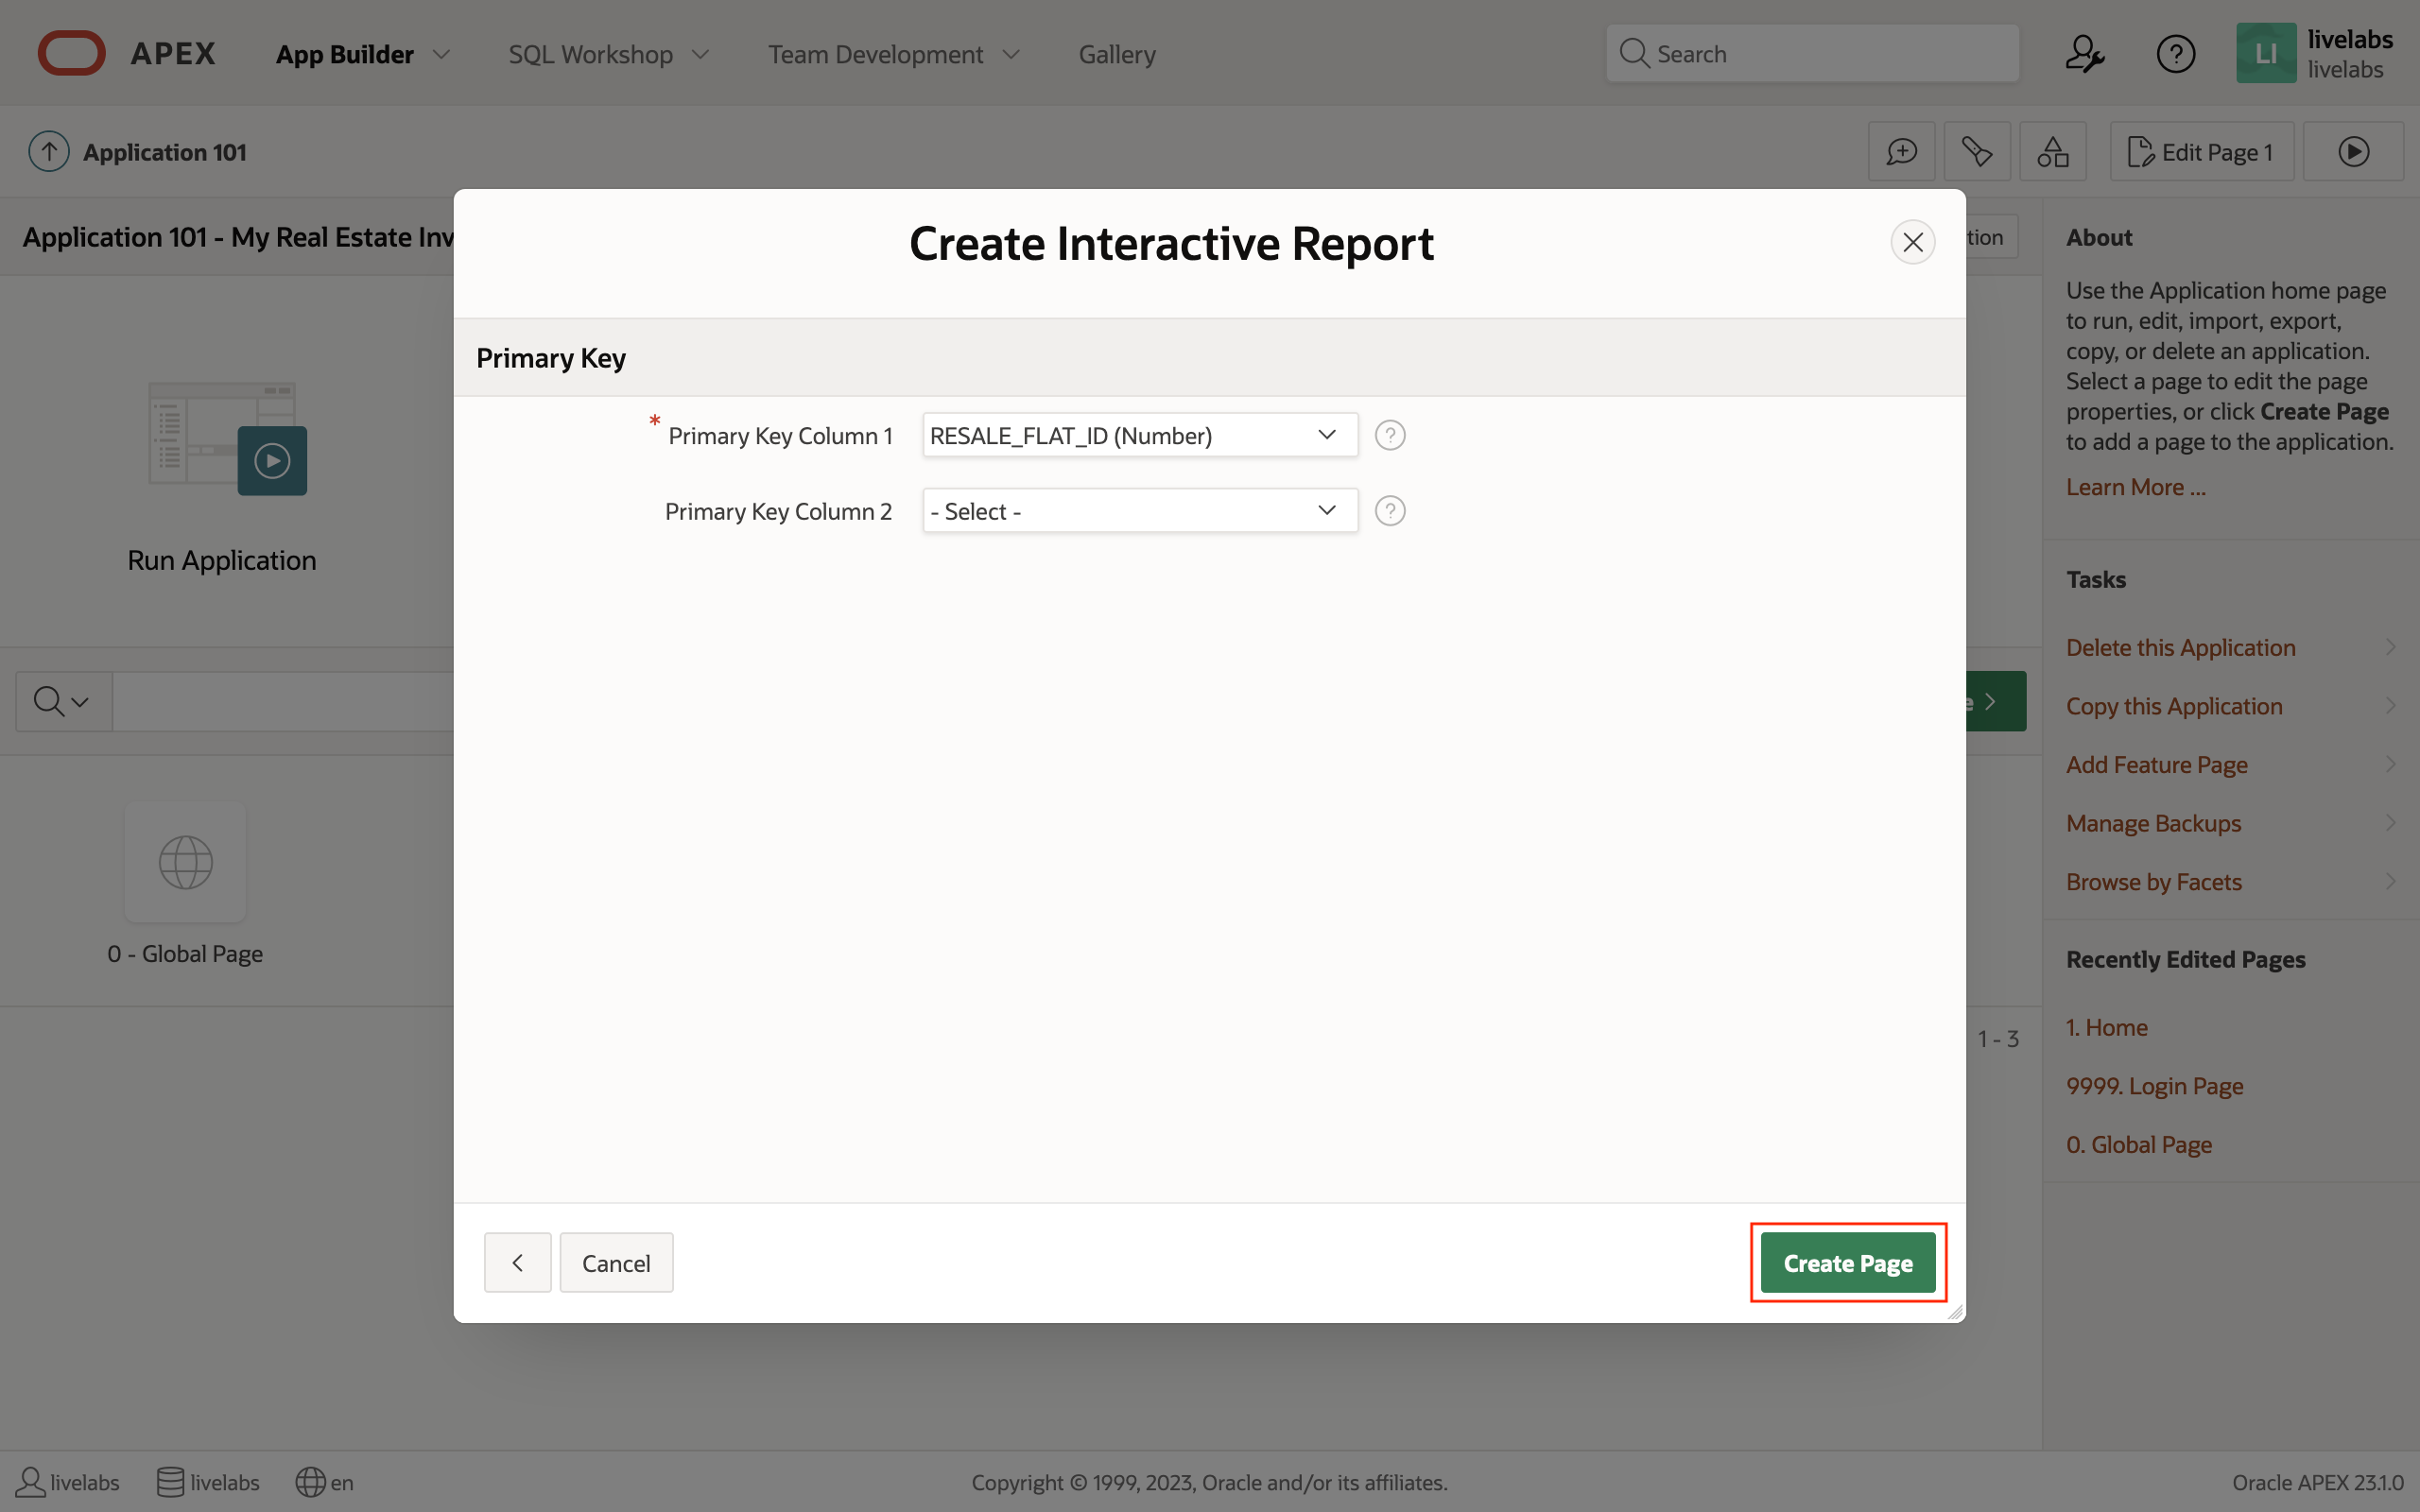 APEX
App Builder
SQL Workshop
Team Development
Gallery
Search
LI
livelabs
livelabs
Application 101
Edit Page 1
Application 101 - My Real Estate Inv
tion
Create Interactive Report
Primary Key
* Primary Key Column 1
RESALE_FLAT_ID (Number)
?
Primary Key Column 2
- Select -
?
Cancel
Create Page
Run Application
0 - Global Page
e
1 - 3
About
Use the Application home page
to run, edit, import, export,
copy, or delete an application.
Select a page to edit the page
properties, or click Create Page
to add a page to the application.
Learn More ...
Tasks
Delete this Application
Copy this Application
Add Feature Page
Manage Backups
Browse by Facets
Recently Edited Pages
1. Home
9999. Login Page
0. Global Page
livelabs
livelabs
en
Copyright © 1999, 2023, Oracle and/or its affiliates.
Oracle APEX 23.1.0